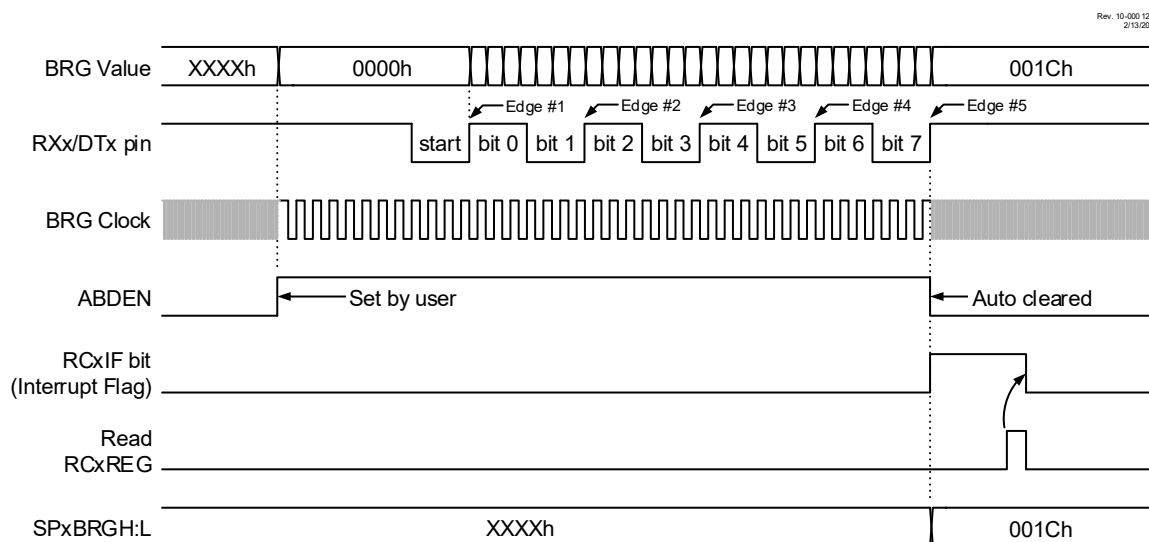 Rev. 10-000 12
2/13/20
BRG Value XXXXh 0000h 001Ch
Edge #1 Edge #2 Edge #3 Edge #4 Edge #5
RXx/DTx pin start bit 0 bit 1 bit 2 bit 3 bit 4 bit 5 bit 6 bit 7
BRG Clock
ABDEN Set by user Auto cleared
RCxIF bit
(Interrupt Flag)
Read
RCxREG
SPxBRGH:L XXXXh 001Ch